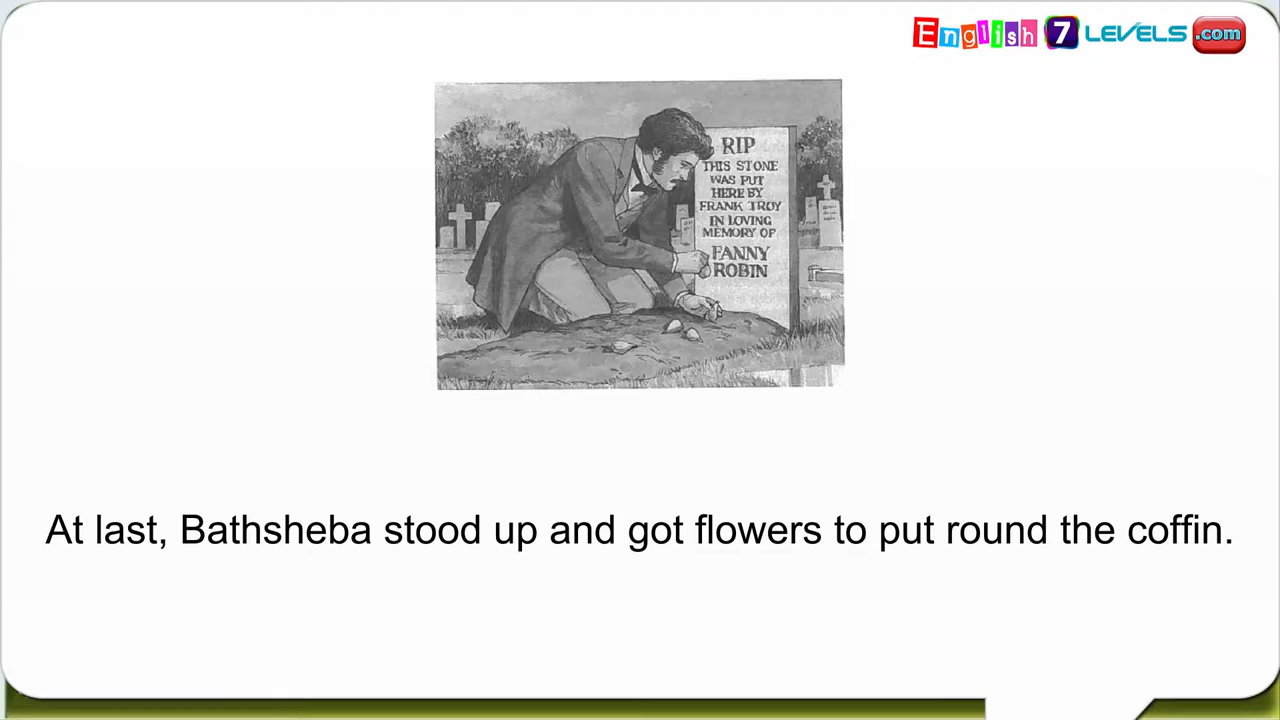 English 7 LEVELS .com
RIP
THIS STONE
WAS PUT
HERE BY
FRANK TROY
IN LOVING
MEMORY OF
FANNY
ROBIN
At last, Bathsheba stood up and got flowers to put round the coffin.